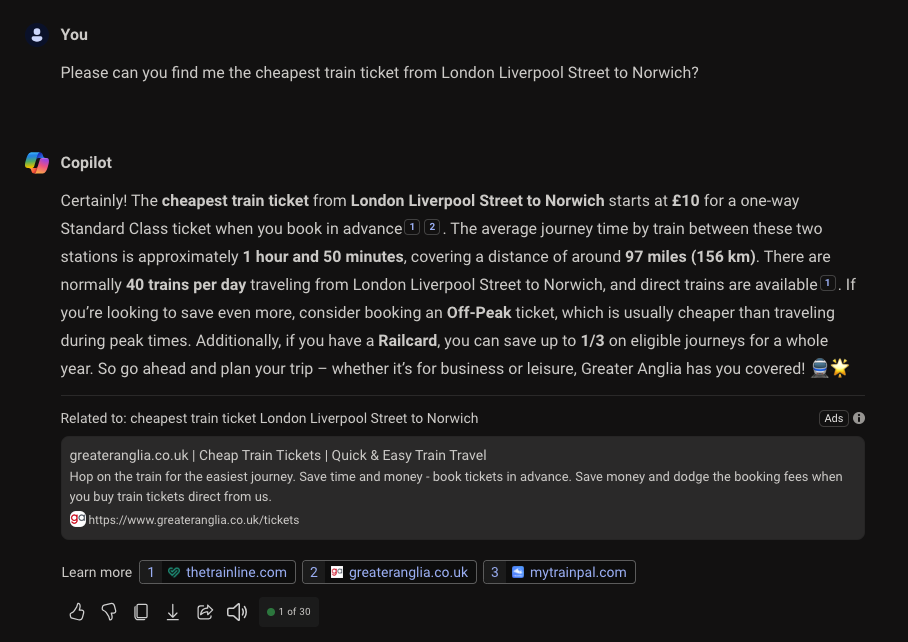 You
Please can you find me the cheapest train ticket from London Liverpool Street to Norwich?
Copilot
Certainly! The cheapest train ticket from London Liverpool Street to Norwich starts at £10 for a one-way
Standard Class ticket when you book in advance 1 2 . The average journey time by train between these two
stations is approximately 1 hour and 50 minutes, covering a distance of around 97 miles (156 km). There are
normally 40 trains per day traveling from London Liverpool Street to Norwich, and direct trains are available 1 . If
you're looking to save even more, consider booking an Off-Peak ticket, which is usually cheaper than traveling
during peak times. Additionally, if you have a Railcard, you can save up to 1/3 on eligible journeys for a whole
year. So go ahead and plan your trip – whether it's for business or leisure, Greater Anglia has you covered! 🚆🌟
Related to: cheapest train ticket London Liverpool Street to Norwich Ads
greateranglia.co.uk | Cheap Train Tickets | Quick & Easy Train Travel
Hop on the train for the easiest journey. Save time and money - book tickets in advance. Save money and dodge the booking fees when
you buy train tickets direct from us.
ga https://www.greateranglia.co.uk/tickets
Learn more 1 thetrainline.com 2 ga greateranglia.co.uk 3 mytrainpal.com
1 of 30